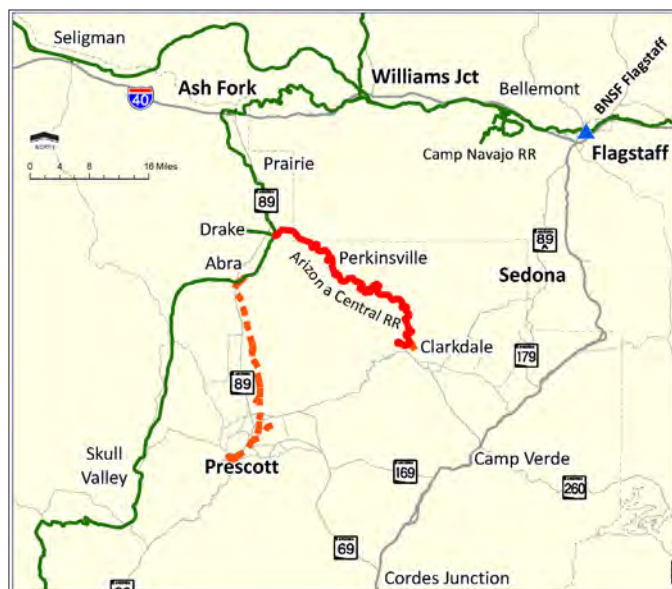 Seligman
Ash Fork
Williams Jct
Bellemont
BNSF Flagstaff
40
NORTH
0 4 8 16 Miles
Camp Navajo RR
Flagstaff
Prairie
89
Drake
Perkinsville
89
A
Abra
Arizon a Central RR
Sedona
Clarkdale
179
89
Skull
Valley
Prescott
169
Camp Verde
260
69
Cordes Junction